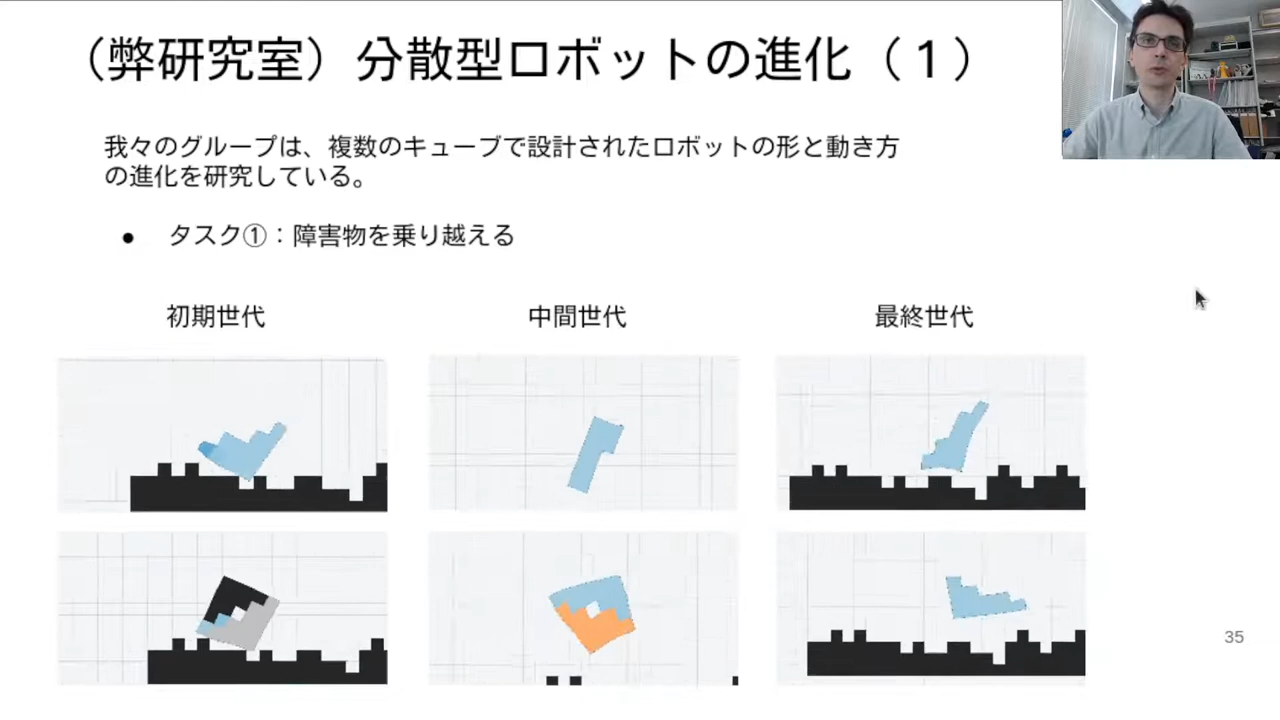 （弊研究室）分散型ロボットの進化（１）
我々のグループは、複数のキューブで設計されたロボットの形と動き方
の進化を研究している。
● タスク①：障害物を乗り越える
初期世代
中間世代
最終世代
35